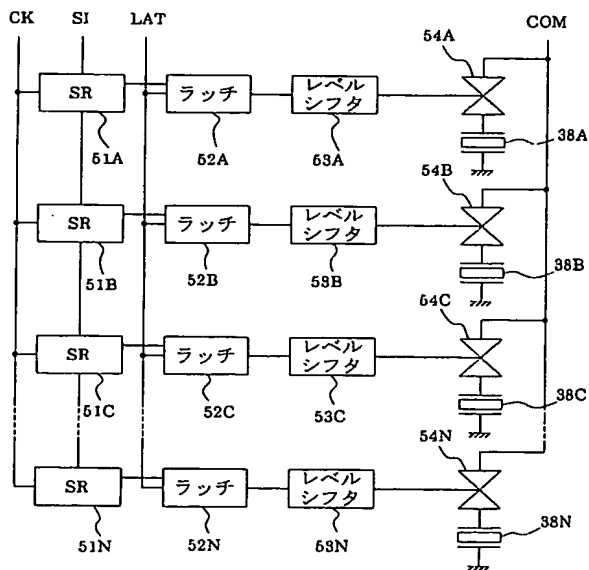 CK SI LAT COM
54A
SR ラッチ レベル
シフタ
51A 52A 53A 38A
54B
SR ラッチ レベル
シフタ
51B 52B 53B 38B
54C
SR ラッチ レベル
シフタ
51C 52C 53C 38C
54N
SR ラッチ レベル
シフタ
51N 52N 53N 38N